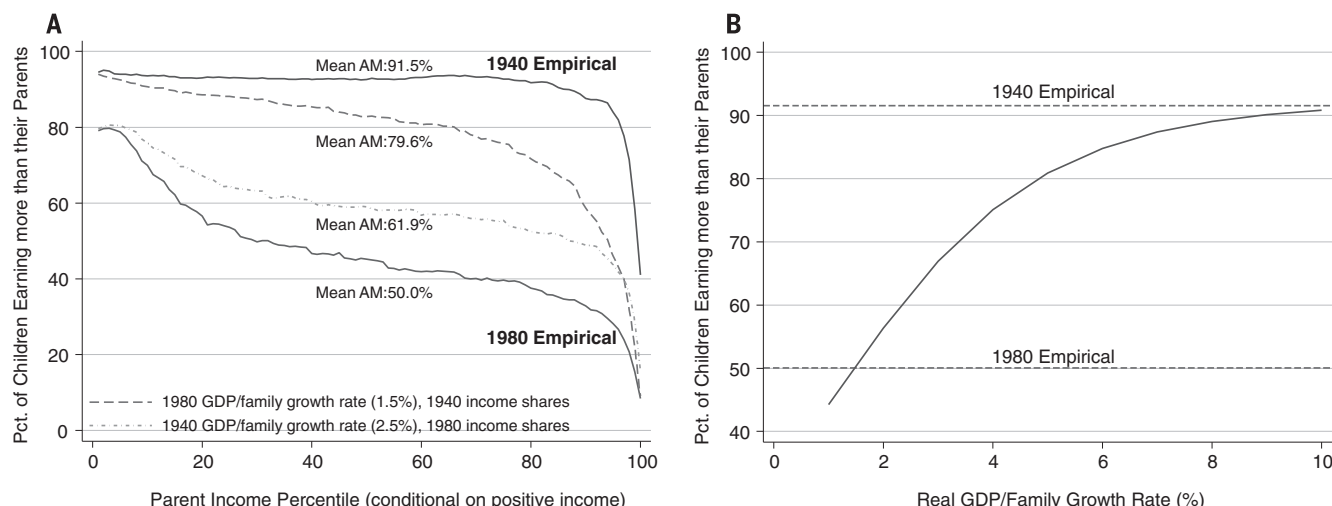 A
Pct. of Children Earning more than their Parents
100
80
60
40
20
0
Mean AM:91.5%
1940 Empirical
Mean AM:79.6%
Mean AM:61.9%
Mean AM:50.0%
1980 Empirical
1980 GDP/family growth rate (1.5%), 1940 income shares
1940 GDP/family growth rate (2.5%), 1980 income shares
0 20 40 60 80 100
Parent Income Percentile (conditional on positive income)
B
Pct. of Children Earning more than their Parents
100
90
80
70
60
50
40
1940 Empirical
1980 Empirical
0 2 4 6 8 10
Real GDP/Family Growth Rate (%)